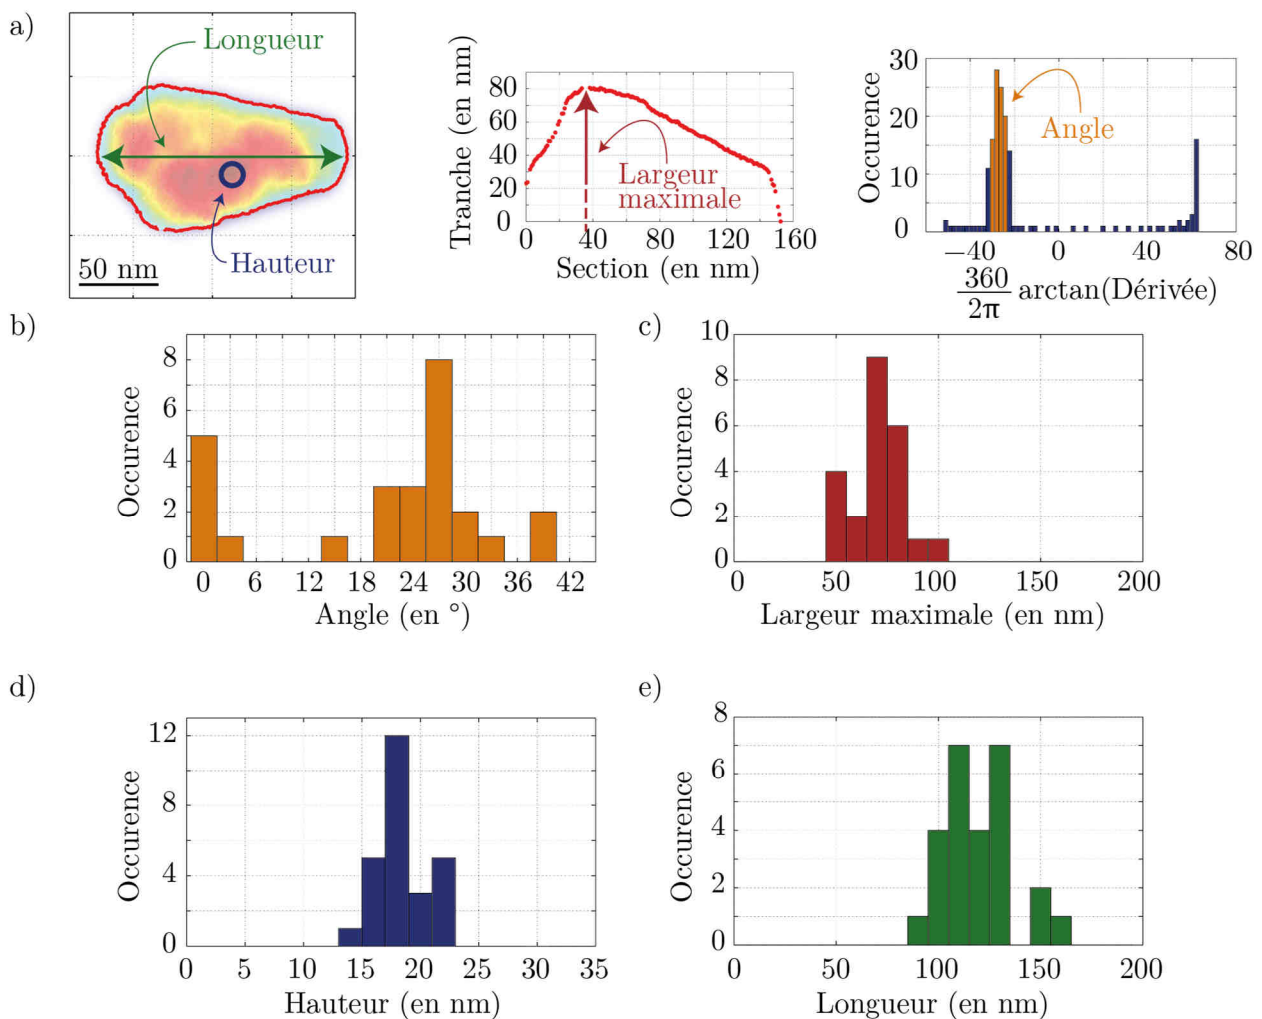 a)
Longueur
Hauteur
50 nm
Tranche (en nm)
80
60
40
20
0
Largeur
maximale
0 40 80 120 160
Section (en nm)
Occurence
30
20
10
0
Angle
−40 0 40 80
360/2π arctan(Dérivée)
b)
Occurence
8
6
4
2
0
0 6 12 18 24 30 36 42
Angle (en °)
c)
Occurence
10
8
6
4
2
0
0 50 100 150 200
Largeur maximale (en nm)
d)
Occurence
12
8
4
0
0 5 10 15 20 25 30 35
Hauteur (en nm)
e)
Occurence
8
6
4
2
0
0 50 100 150 200
Longueur (en nm)